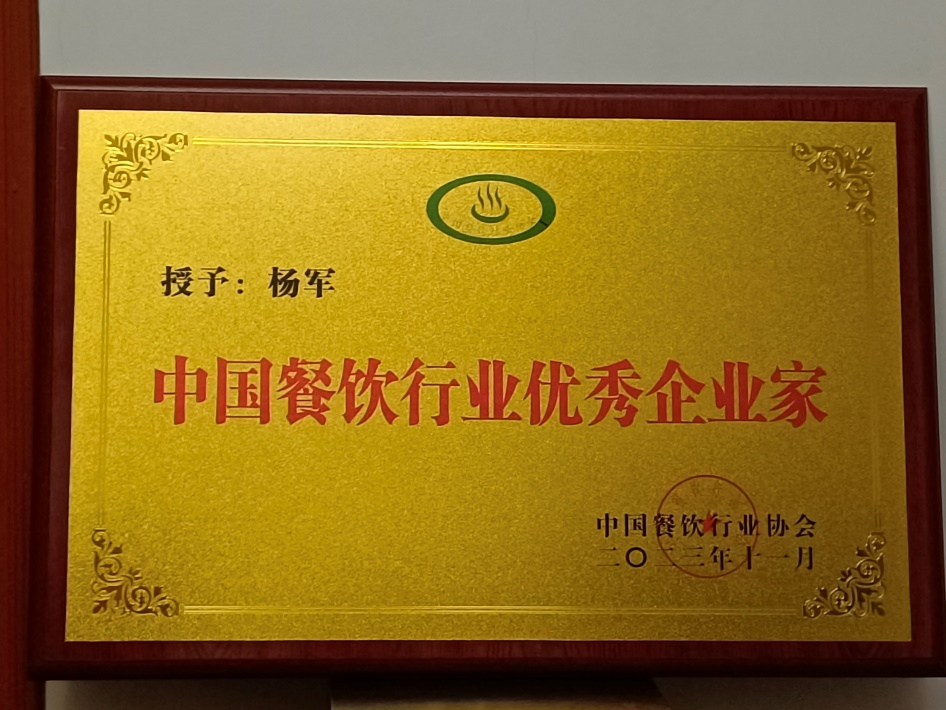 授予：杨军
中国餐饮行业优秀企业家
中国餐饮行业协会
二〇二三年十一月